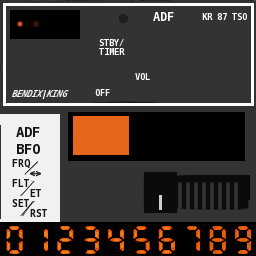 ADF KR 87 TSO
STBY/
TIMER
VOL
BENDIX|KING OFF
ADF
BFO
FRQ
FLT
ET
SET
RST
0123456789